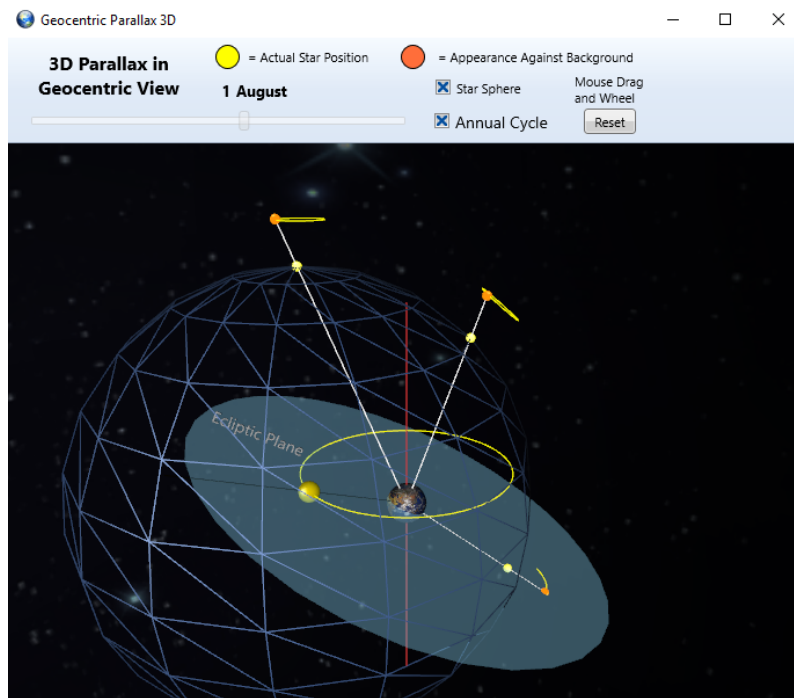 Geocentric Parallax 3D
3D Parallax in
Geocentric View
= Actual Star Position
= Appearance Against Background
1 August
Star Sphere
Annual Cycle
Mouse Drag
and Wheel
Reset
Ecliptic Plane